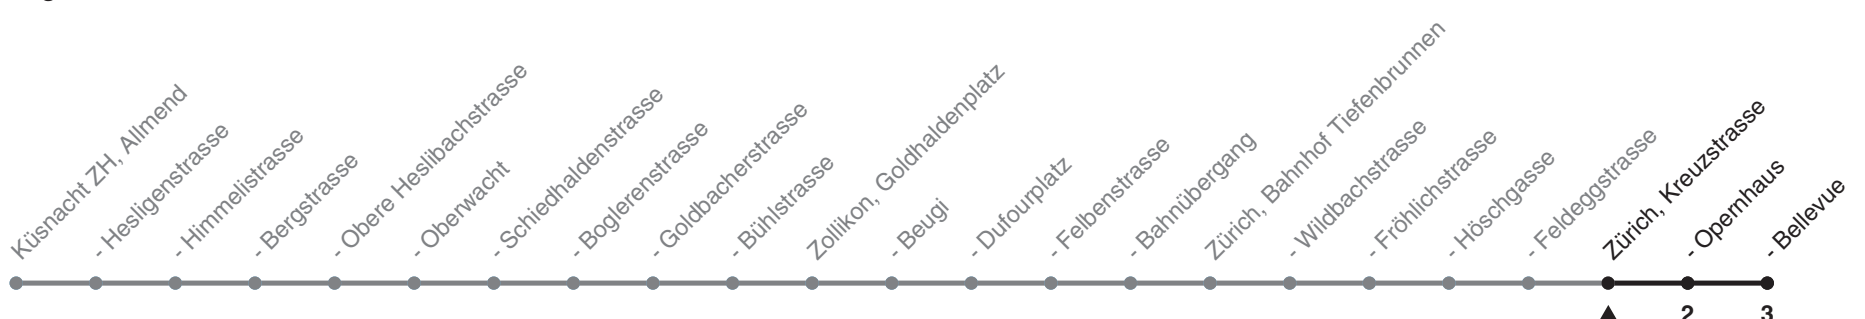 Küsnacht ZH, Allmend
- Hesligenstrasse
- Himmelistrasse
- Bergstrasse
- Obere Heslibachstrasse
- Oberwacht
- Schiedhaldenstrasse
- Boglerenstrasse
- Goldbacherstrasse
- Bühlstrasse
Zollikon, Goldhaldenplatz
- Beugi
- Dufourplatz
- Felbenstrasse
- Bahnübergang
Zürich, Bahnhof Tiefenbrunnen
- Wildbachstrasse
- Fröhlichstrasse
- Höschgasse
- Feldeggstrasse
Zürich, Kreuzstrasse
- Opernhaus
- Bellevue
2 3